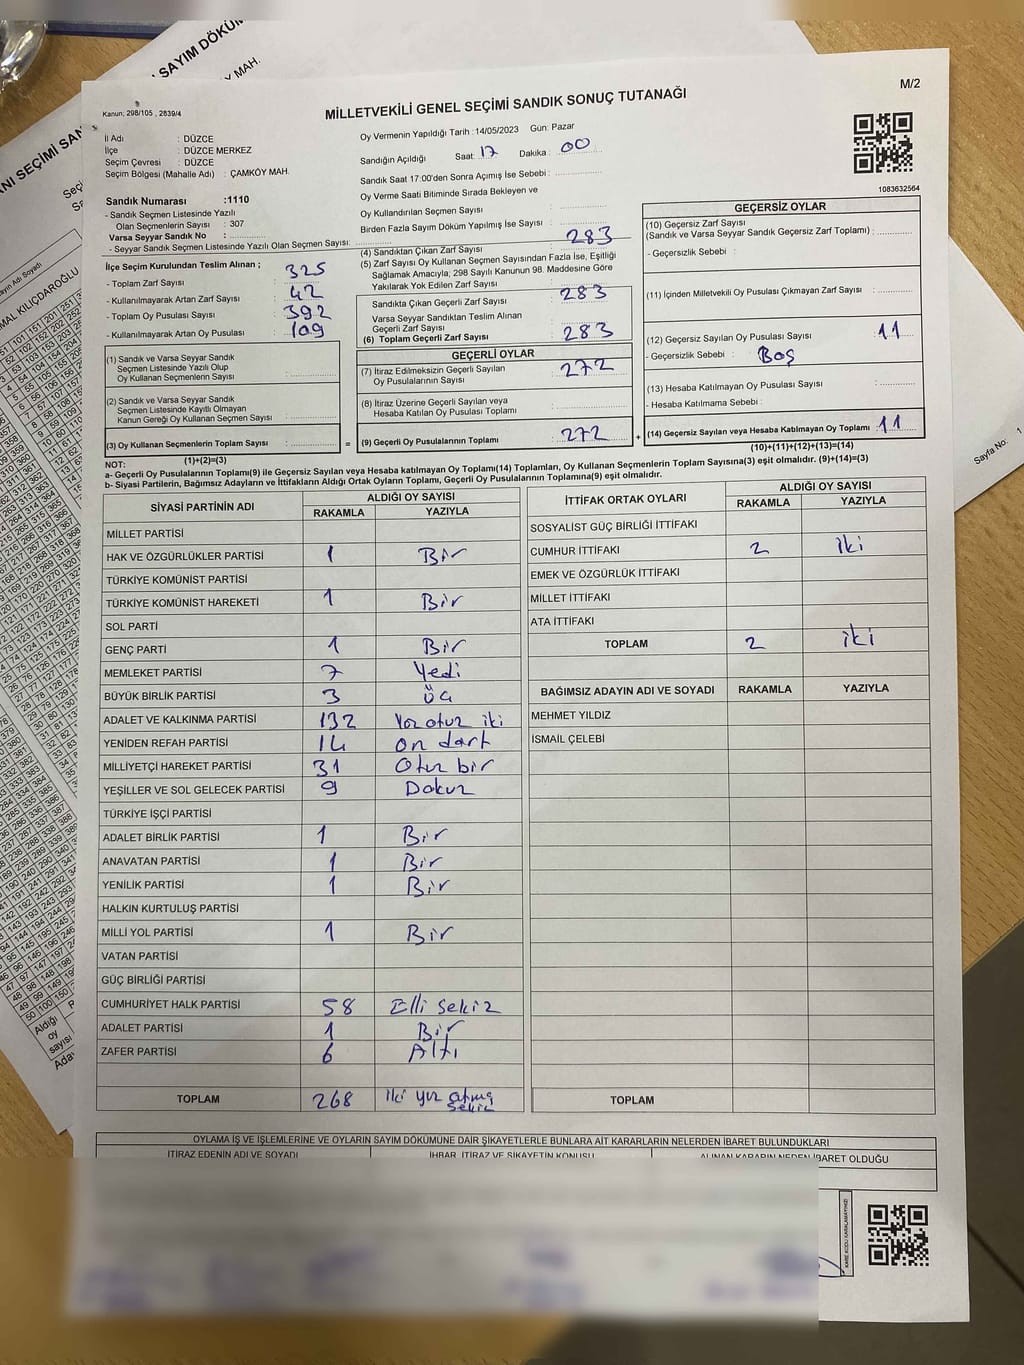 M/2
Kanun; 298/105 , 2839/4
MİLLETVEKİLİ GENEL SEÇİMİ SANDIK SONUÇ TUTANAĞI
İl Adı : DÜZCE
İlçe : DÜZCE MERKEZ
Seçim Çevresi : DÜZCE
Seçim Bölgesi (Mahalle Adı) : ÇAMKÖY MAH.
Oy Vermenin Yapıldığı Tarih : 14/05/2023 Gün: Pazar
Sandığın Açıldığı Saat: 17 Dakika : 00
Sandık Saat 17:00'den Sonra Açımış İse Sebebi :
Oy Verme Saati Bitiminde Sırada Bekleyen ve
Oy Kullandırılan Seçmen Sayısı :
Birden Fazla Sayım Döküm Yapılmış İse Sayısı :
1083632564
Sandık Numarası :1110
- Sandık Seçmen Listesinde Yazılı
Olan Seçmenlerin Sayısı : 307
Varsa Seyyar Sandık No :
- Seyyar Sandık Seçmen Listesinde Yazılı Olan Seçmen Sayısı:
İlçe Seçim Kurulundan Teslim Alınan ;
- Toplam Zarf Sayısı : 325
- Kullanılmayarak Artan Zarf Sayısı : 42
- Toplam Oy Pusulası Sayısı : 392
- Kullanılmayarak Artan Oy Pusulası : 109
(1) Sandık ve Varsa Seyyar Sandık
Seçmen Listesinde Yazılı Olup
Oy Kullanan Seçmenlerin Sayısı :
(2) Sandık ve Varsa Seyyar Sandık
Seçmen Listesinde Kayıtlı Olmayan
Kanun Gereği Oy Kullanan Seçmen Sayısı :
(3) Oy Kullanan Seçmenlerin Toplam Sayısı : =
(1)+(2)=(3)
(4) Sandıktan Çıkan Zarf Sayısı : 283
(5) Zarf Sayısı Oy Kullanan Seçmen Sayısından Fazla İse, Eşitliği
Sağlamak Amacıyla; 298 Sayılı Kanunun 98. Maddesine Göre
Yakılarak Yok Edilen Zarf Sayısı :
Sandıkta Çıkan Geçerli Zarf Sayısı : 283
Varsa Seyyar Sandıktan Teslim Alınan
Geçerli Zarf Sayısı :
(6) Toplam Geçerli Zarf Sayısı : 283
GEÇERLİ OYLAR
(7) İtiraz Edilmeksizin Geçerli Sayılan
Oy Pusulalarının Sayısı : 272
(8) İtiraz Üzerine Geçerli Sayılan veya
Hesaba Katılan Oy Pusulası Toplamı :
(9) Geçerli Oy Pusulalarının Toplamı : 272 +
GEÇERSİZ OYLAR
(10) Geçersiz Zarf Sayısı
(Sandık ve Varsa Seyyar Sandık Geçersiz Zarf Toplamı) :
- Geçersizlik Sebebi :
(11) İçinden Milletvekili Oy Pusulası Çıkmayan Zarf Sayısı :
(12) Geçersiz Sayılan Oy Pusulası Sayısı : 11
- Geçersizlik Sebebi : Boş
(13) Hesaba Katılmayan Oy Pusulası Sayısı :
- Hesaba Katılmama Sebebi :
(14) Geçersiz Sayılan veya Hesaba Katılmayan Oy Toplamı : 11
(10)+(11)+(12)+(13)=(14)
NOT:
a- Geçerli Oy Pusulalarının Toplamı(9) ile Geçersiz Sayılan veya Hesaba katılmayan Oy Toplamı(14) Toplamları, Oy Kullanan Seçmenlerin Toplam Sayısına(3) eşit olmalıdır. (9)+(14)=(3)
b- Siyasi Partilerin, Bağımsız Adayların ve İttifakların Aldığı Ortak Oyların Toplamı, Geçerli Oy Pusulalarının Toplamına(9) eşit olmalıdır.
SİYASİ PARTİNİN ADI ALDIĞI OY SAYISI
RAKAMLA YAZIYLA
MİLLET PARTİSİ
HAK VE ÖZGÜRLÜKLER PARTİSİ 1 Bir
TÜRKİYE KOMÜNİST PARTİSİ
TÜRKİYE KOMÜNİST HAREKETİ 1 Bir
SOL PARTİ
GENÇ PARTİ 1 Bir
MEMLEKET PARTİSİ 7 Yedi
BÜYÜK BİRLİK PARTİSİ 3 üç
ADALET VE KALKINMA PARTİSİ 132 Yüz otuz iki
YENİDEN REFAH PARTİSİ 14 on dört
MİLLİYETÇİ HAREKET PARTİSİ 31 Otuz bir
YEŞİLLER VE SOL GELECEK PARTİSİ 9 Dokuz
TÜRKİYE İŞÇİ PARTİSİ
ADALET BİRLİK PARTİSİ 1 Bir
ANAVATAN PARTİSİ 1 Bir
YENİLİK PARTİSİ 1 Bir
HALKIN KURTULUŞ PARTİSİ
MİLLİ YOL PARTİSİ 1 Bir
VATAN PARTİSİ
GÜÇ BİRLİĞİ PARTİSİ
CUMHURİYET HALK PARTİSİ 58 Elli sekiz
ADALET PARTİSİ 1 Bir
ZAFER PARTİSİ 6 Altı
TOPLAM 268 iki yüz atmış
sekiz
İTTİFAK ORTAK OYLARI ALDIĞI OY SAYISI
RAKAMLA YAZIYLA
SOSYALİST GÜÇ BİRLİĞİ İTTİFAKI
CUMHUR İTTİFAKI 2 iki
EMEK VE ÖZGÜRLÜK İTTİFAKI
MİLLET İTTİFAKI
ATA İTTİFAKI
TOPLAM 2 iki
BAĞIMSIZ ADAYIN ADI VE SOYADI RAKAMLA YAZIYLA
MEHMET YILDIZ
İSMAİL ÇELEBİ
TOPLAM
OYLAMA İŞ VE İŞLEMLERİNE VE OYLARIN SAYIM DÖKÜMÜNE DAİR ŞİKAYETLERLE BUNLARA AİT KARARLARIN NELERDEN İBARET BULUNDUKLARI
İTİRAZ EDENİN ADI VE SOYADI İHBAR, İTİRAZ VE ŞİKAYETİN KONUSU ALINAN KARARIN NEDEN İBARET OLDUĞU
SAYIM DÖKÜM
MAH.
Sayfa No: 1
Aldığı
oy
sayısı